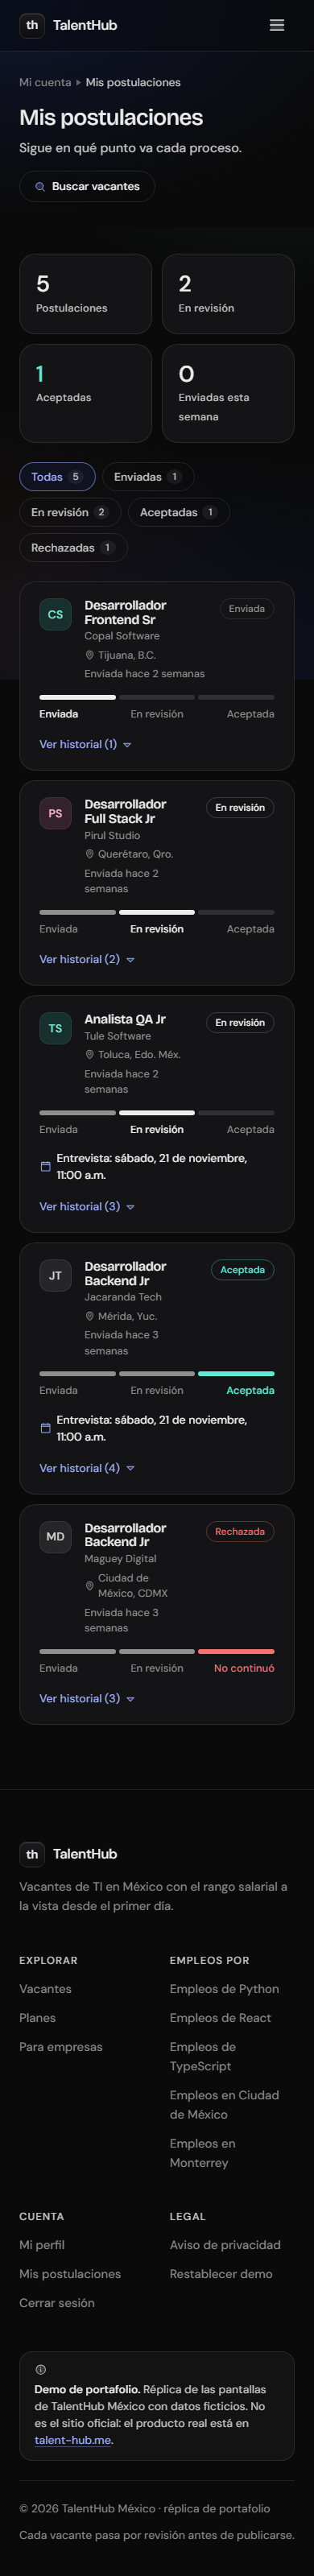 th TalentHub
Mi cuenta ▸ Mis postulaciones
Mis postulaciones
Sigue en qué punto va cada proceso.
Buscar vacantes
5
Postulaciones
2
En revisión
1
Aceptadas
0
Enviadas esta
semana
Todas 5
Enviadas 1
En revisión 2
Aceptadas 1
Rechazadas 1
CS
Desarrollador
Frontend Sr
Enviada
Copal Software
Tijuana, B.C.
Enviada hace 2 semanas
Enviada En revisión Aceptada
Ver historial (1)
PS
Desarrollador
Full Stack Jr
En revisión
Pirul Studio
Querétaro, Qro.
Enviada hace 2
semanas
Enviada En revisión Aceptada
Ver historial (2)
TS
Analista QA Jr
En revisión
Tule Software
Toluca, Edo. Méx.
Enviada hace 2
semanas
Enviada En revisión Aceptada
Entrevista: sábado, 21 de noviembre,
11:00 a.m.
Ver historial (3)
JT
Desarrollador
Backend Jr
Aceptada
Jacaranda Tech
Mérida, Yuc.
Enviada hace 3
semanas
Enviada En revisión Aceptada
Entrevista: sábado, 21 de noviembre,
11:00 a.m.
Ver historial (4)
MD
Desarrollador
Backend Jr
Rechazada
Maguey Digital
Ciudad de
México, CDMX
Enviada hace 3
semanas
Enviada En revisión No continuó
Ver historial (3)
th TalentHub
Vacantes de TI en México con el rango salarial a
la vista desde el primer día.
EXPLORAR
Vacantes
Planes
Para empresas
EMPLEOS POR
Empleos de Python
Empleos de React
Empleos de
TypeScript
Empleos en Ciudad
de México
Empleos en
Monterrey
CUENTA
Mi perfil
Mis postulaciones
Cerrar sesión
LEGAL
Aviso de privacidad
Restablecer demo
Demo de portafolio. Réplica de las pantallas
de TalentHub México con datos ficticios. No
es el sitio oficial: el producto real está en
talent-hub.me.
© 2026 TalentHub México · réplica de portafolio
Cada vacante pasa por revisión antes de publicarse.